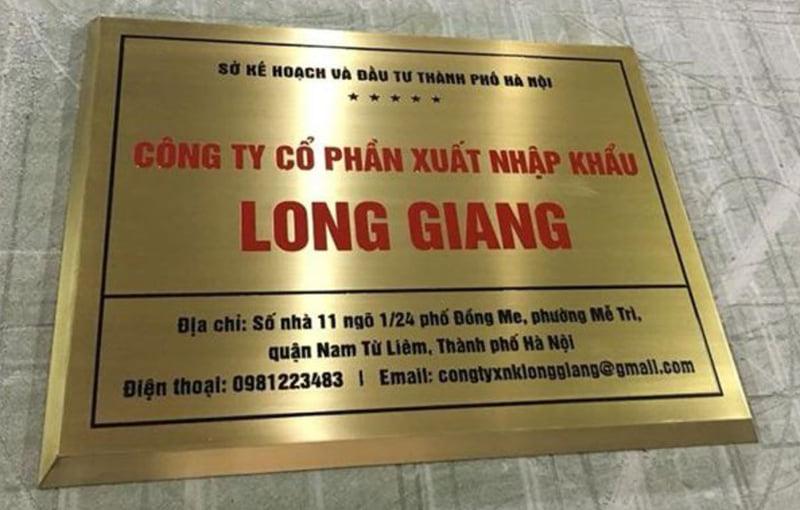 SỞ KẾ HOẠCH VÀ ĐẦU TƯ THÀNH PHỐ HÀ NỘI
★ ★ ★ ★ ★
CÔNG TY CỔ PHẦN XUẤT NHẬP KHẨU
LONG GIANG
Địa chỉ: Số nhà 11 ngõ 1/24 phố Đồng Me, phường Mễ Trì,
quận Nam Từ Liêm, Thành phố Hà Nội
Điện thoại: 0981223483 | Email: congtyxnklonggiang@gmail.com